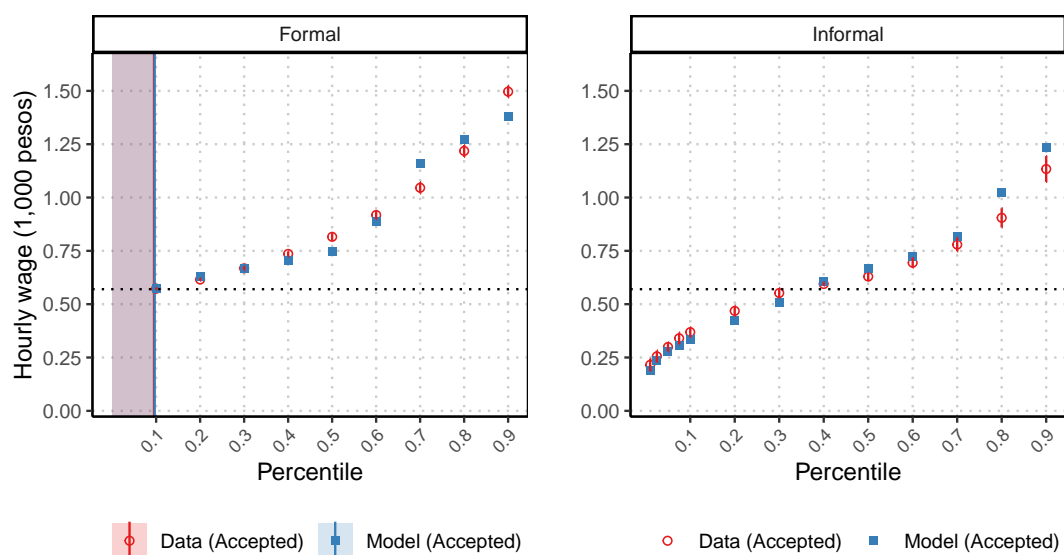 Formal
Informal
Hourly wage (1,000 pesos)
1.50
1.25
1.00
0.75
0.50
0.25
0.00
0.1 0.2 0.3 0.4 0.5 0.6 0.7 0.8 0.9
Percentile
1.50
1.25
1.00
0.75
0.50
0.25
0.00
0.1 0.2 0.3 0.4 0.5 0.6 0.7 0.8 0.9
Percentile
Data (Accepted) Model (Accepted)
Data (Accepted) Model (Accepted)